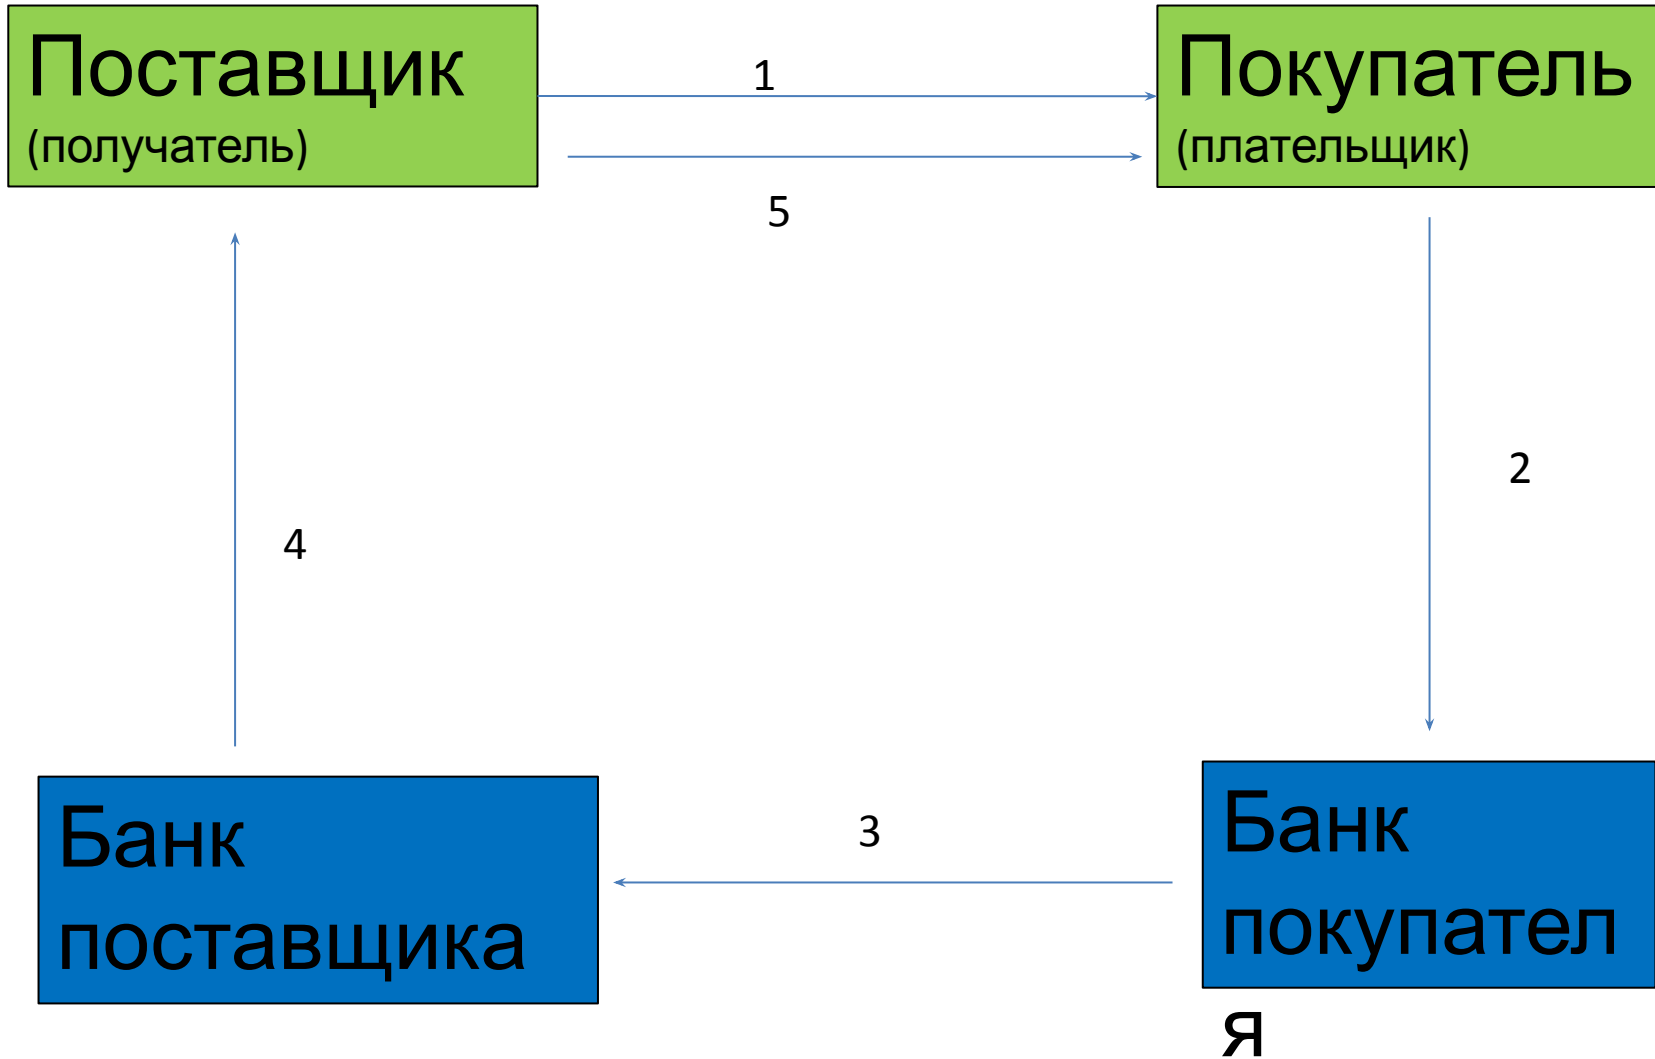 Поставщик
(получатель)
1
5
Покупатель
(плательщик)
2
4
3
Банк
поставщика
Банк
покупател
я